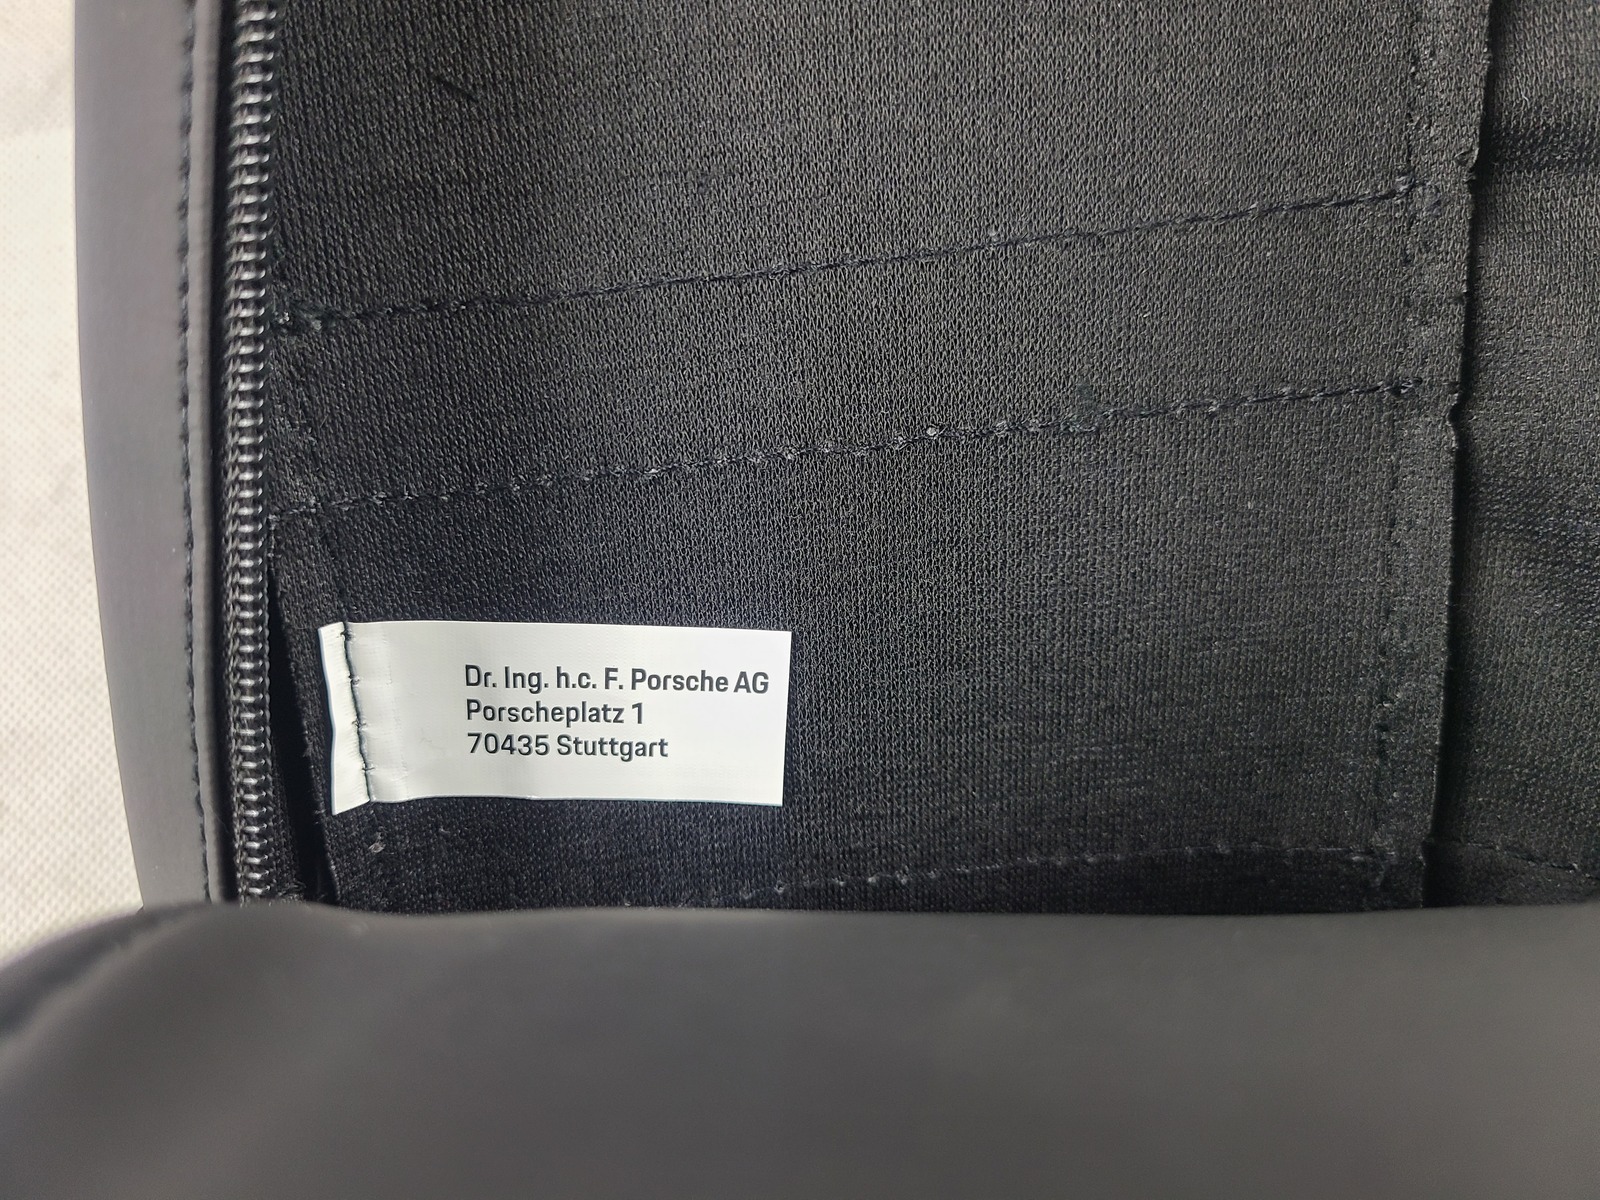 Dr. Ing. h.c. F. Porsche AG
Porscheplatz 1
70435 Stuttgart